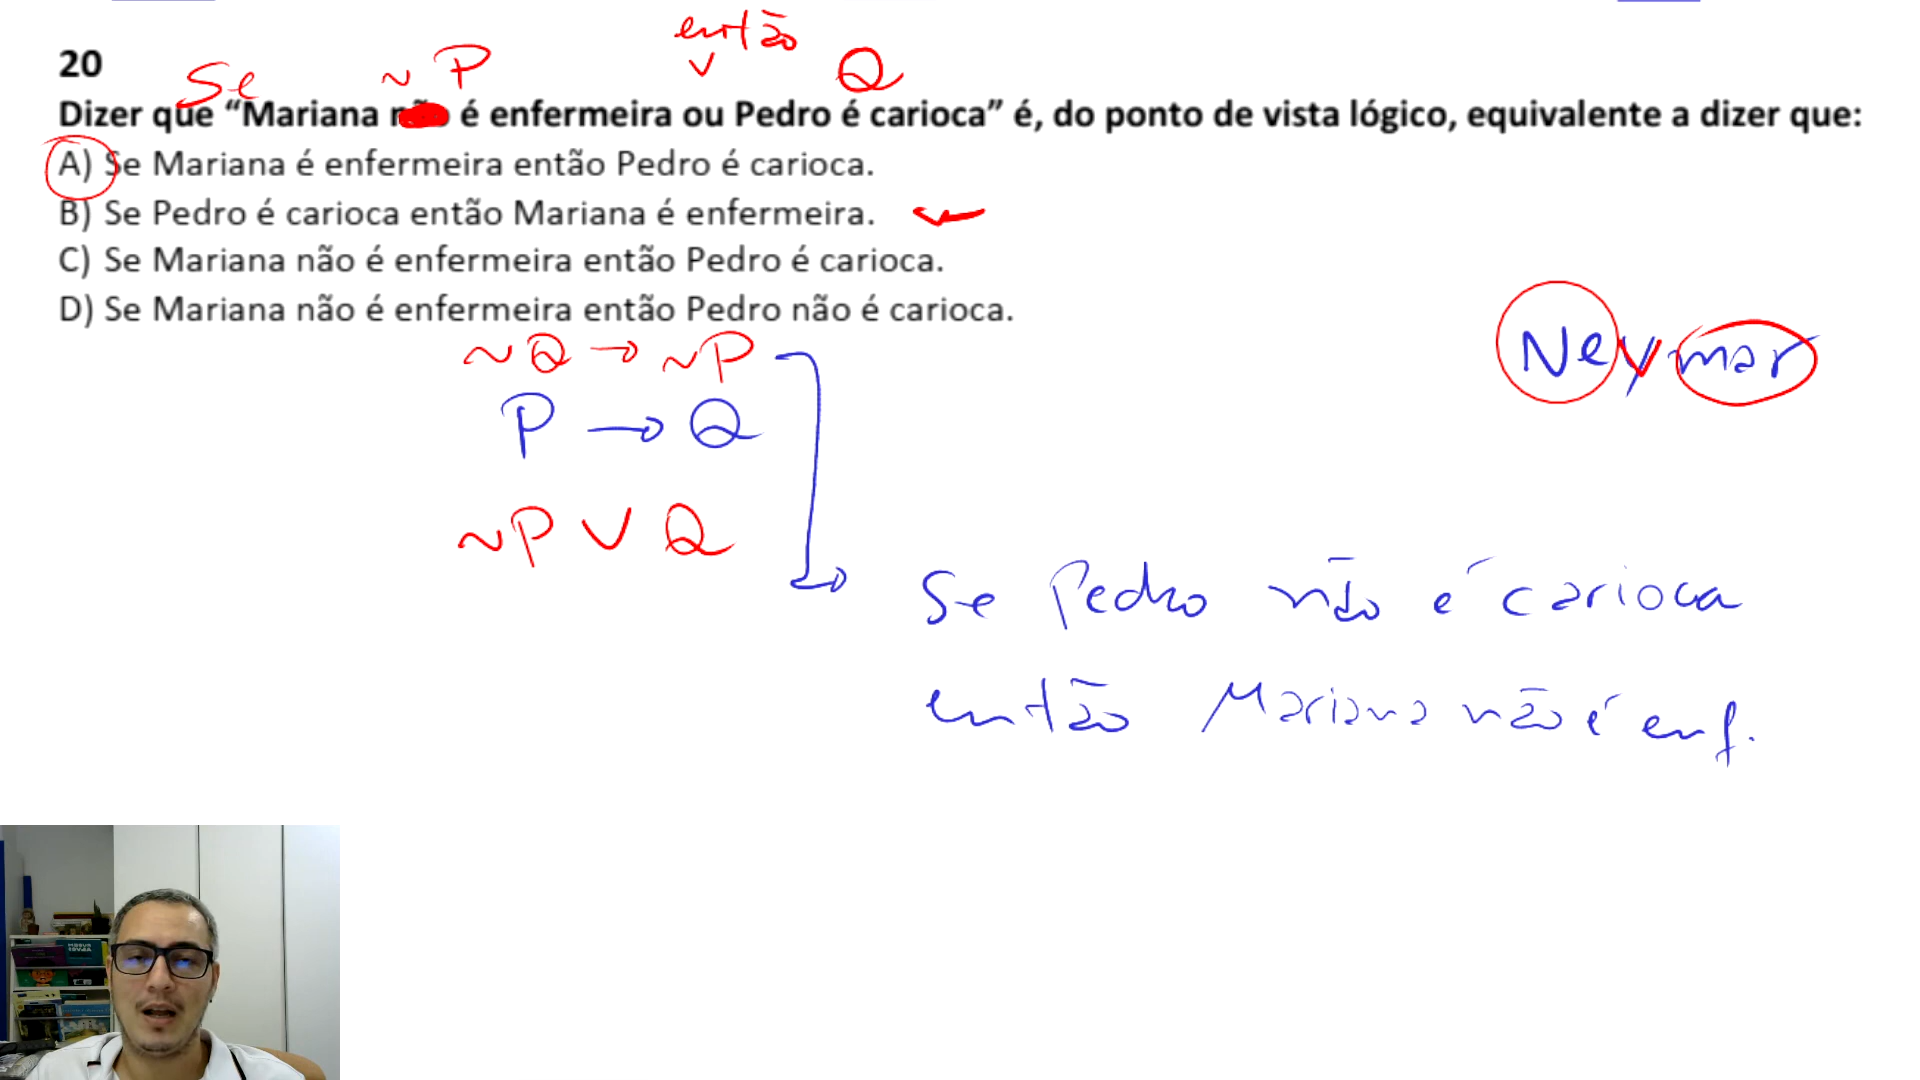 então
20
Se ~ P v Q
Dizer que “Mariana não é enfermeira ou Pedro é carioca” é, do ponto de vista lógico, equivalente a dizer que:
A) Se Mariana é enfermeira então Pedro é carioca.
B) Se Pedro é carioca então Mariana é enfermeira.
C) Se Mariana não é enfermeira então Pedro é carioca.
D) Se Mariana não é enfermeira então Pedro não é carioca.
~Q → ~P
Neymar
P → Q
~P ∨ Q
Se Pedro não é carioca
então Mariana não é enf.